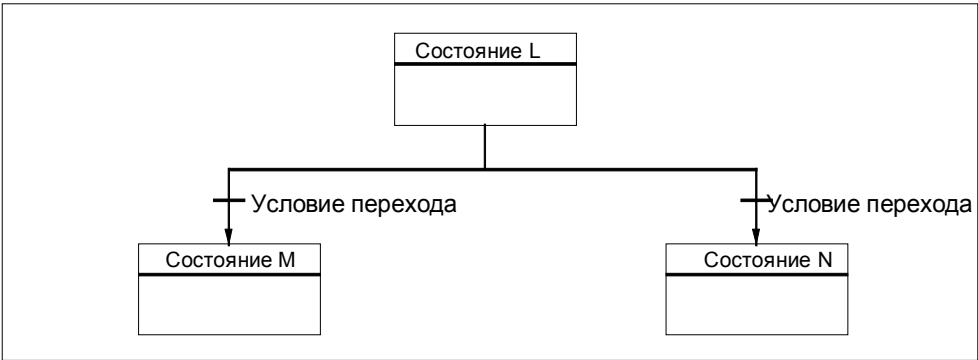 Состояние L
Условие перехода
Условие перехода
Состояние M
Состояние N